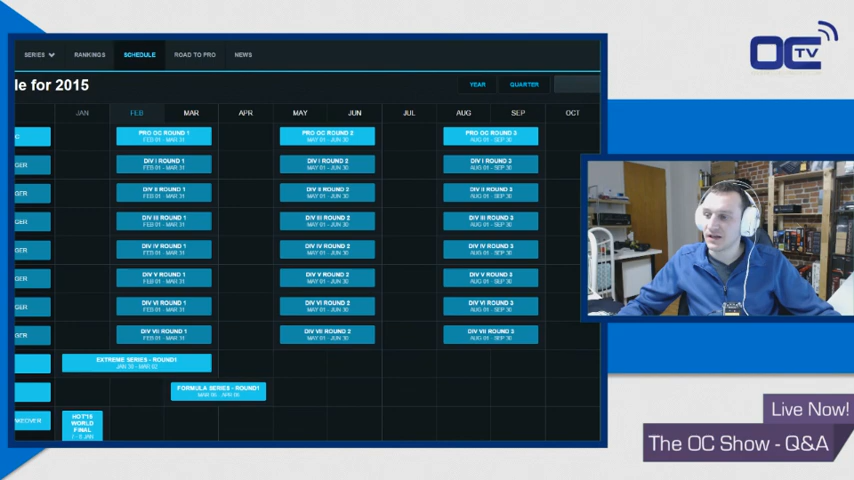 OC
TV
SERIES
RANKINGS
SCHEDULE
ROAD TO PRO
NEWS
le for 2015
YEAR
QUARTER
JAN
FEB
MAR
APR
MAY
JUN
JUL
AUG
SEP
OCT
C
PRO OC ROUND 1
FEB 01 - MAR 31
PRO OC ROUND 2
MAY 01 - JUN 30
PRO OC ROUND 3
AUG 01 - SEP 30
GER
DIV I ROUND 1
FEB 01 - MAR 31
DIV I ROUND 2
MAY 01 - JUN 30
DIV I ROUND 3
AUG 01 - SEP 30
GER
DIV II ROUND 1
FEB 01 - MAR 31
DIV II ROUND 2
MAY 01 - JUN 30
DIV II ROUND 3
AUG 01 - SEP 30
GER
DIV III ROUND 1
FEB 01 - MAR 31
DIV III ROUND 2
MAY 01 - JUN 30
DIV III ROUND 3
AUG 01 - SEP 30
GER
DIV IV ROUND 1
FEB 01 - MAR 31
DIV IV ROUND 2
MAY 01 - JUN 30
DIV IV ROUND 3
AUG 01 - SEP 30
GER
DIV V ROUND 1
FEB 01 - MAR 31
DIV V ROUND 2
MAY 01 - JUN 30
DIV V ROUND 3
AUG 01 - SEP 30
GER
DIV VI ROUND 1
FEB 01 - MAR 31
DIV VI ROUND 2
MAY 01 - JUN 30
DIV VI ROUND 3
AUG 01 - SEP 30
GER
DIV VII ROUND 1
FEB 01 - MAR 31
DIV VII ROUND 2
MAY 01 - JUN 30
DIV VII ROUND 3
AUG 01 - SEP 30
EXTREME SERIES - ROUND1
FORMULA SERIES - ROUND1
MEOVER
HOT'15
WORLD
FINAL
Live Now!
The OC Show - Q&A